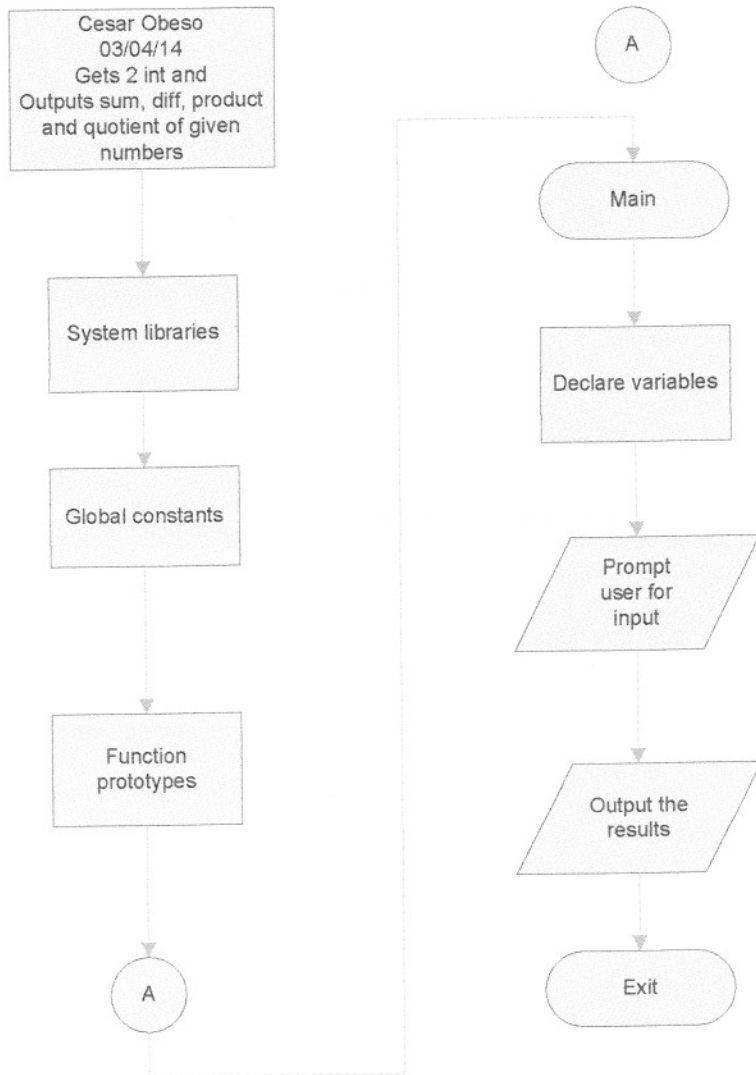 Cesar Obeso
03/04/14
Gets 2 int and
Outputs sum, diff, product
and quotient of given
numbers
System libraries
Global constants
Function
prototypes
A
A
Main
Declare variables
Prompt
user for
input
Output the
results
Exit